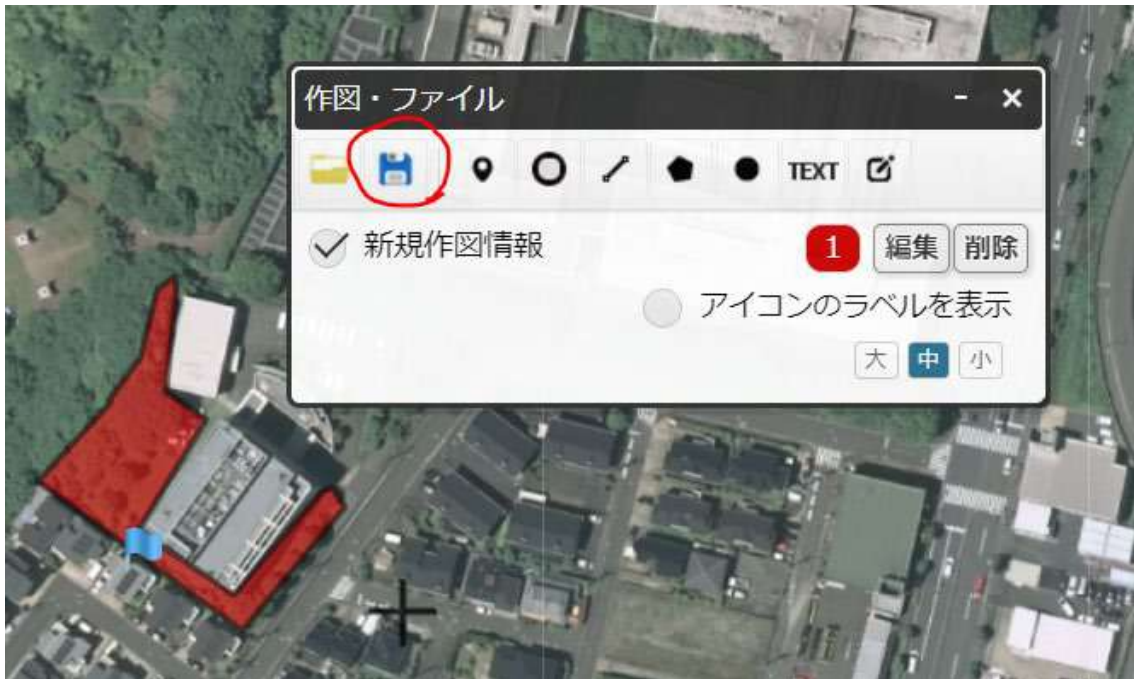 作図・ファイル
TEXT
新規作図情報 1 編集 削除
アイコンのラベルを表示
大 中 小